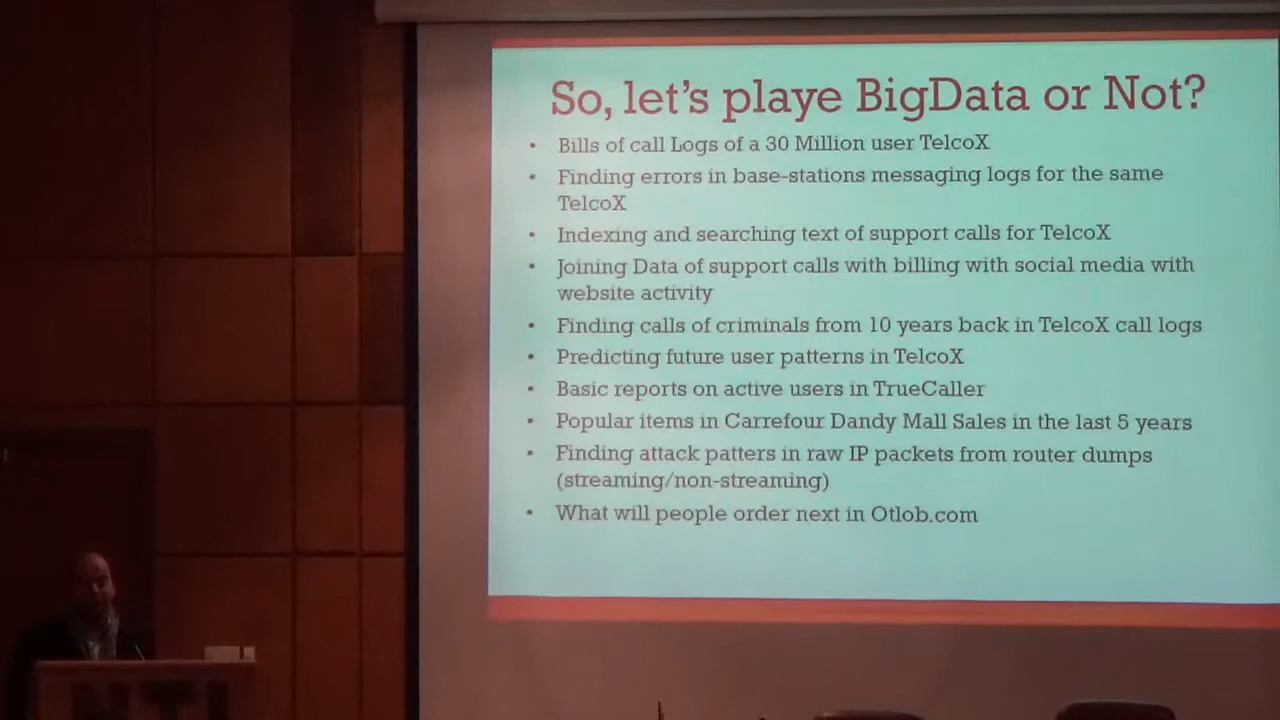 So, let's playe BigData or Not?
• Bills of call Logs of a 30 Million user TelcoX
• Finding errors in base-stations messaging logs for the same
TelcoX
• Indexing and searching text of support calls for TelcoX
• Joining Data of support calls with billing with social media with
website activity
• Finding calls of criminals from 10 years back in TelcoX call logs
• Predicting future user patterns in TelcoX
• Basic reports on active users in TrueCaller
• Popular items in Carrefour Dandy Mall Sales in the last 5 years
• Finding attack patters in raw IP packets from router dumps
(streaming/non-streaming)
• What will people order next in Otlob.com